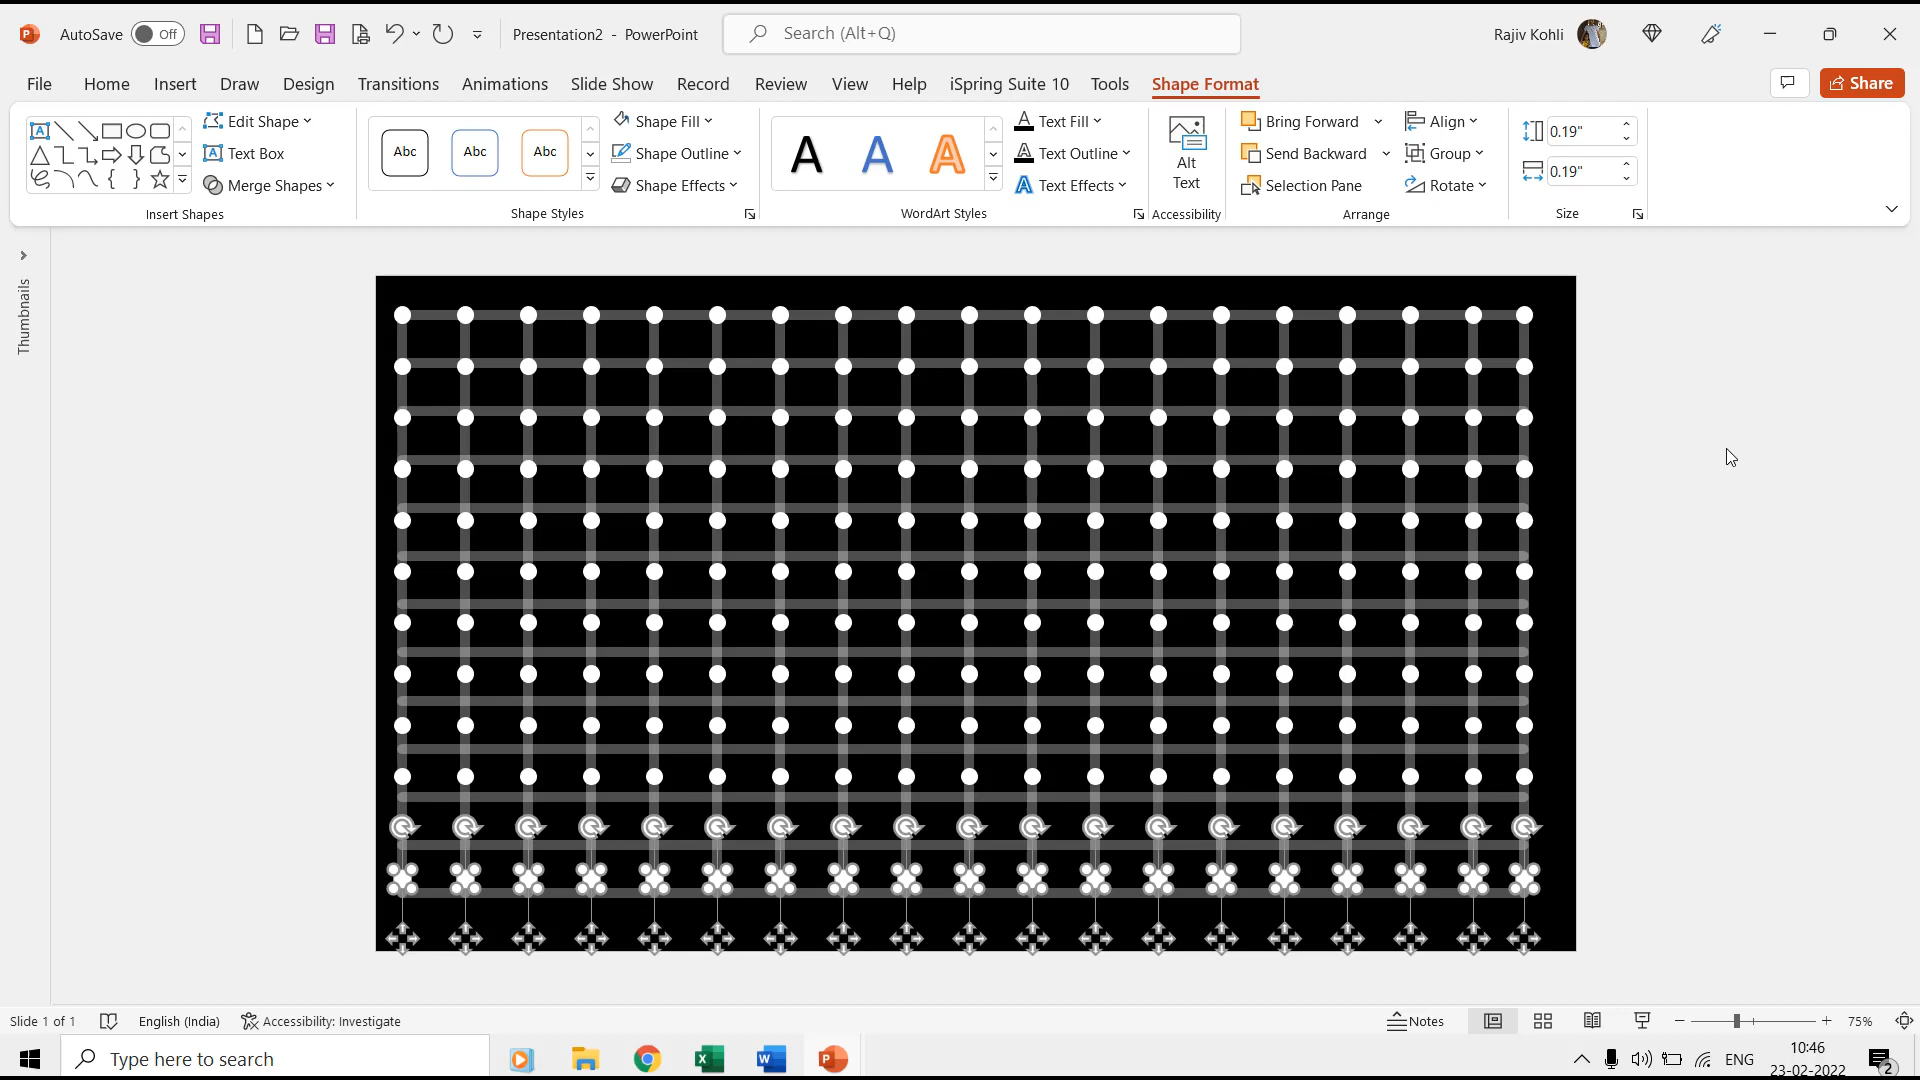 AutoSave Off Presentation2 - PowerPoint Search (Alt+Q) Rajiv Kohli
File Home Insert Draw Design Transitions Animations Slide Show Record Review View Help iSpring Suite 10 Tools Shape Format Share
Edit Shape
Text Box
Merge Shapes
Insert Shapes
Abc Abc Abc
Shape Fill
Shape Outline
Shape Effects
Shape Styles
A A A
Text Fill
Text Outline
Text Effects
WordArt Styles
Alt
Text
Accessibility
Bring Forward
Send Backward
Selection Pane
Align
Group
Rotate
Arrange
0.19"
0.19"
Size
Thumbnails
Slide 1 of 1 English (India) Accessibility: Investigate Notes 75%
Type here to search ENG 10:46
23-02-2022 2